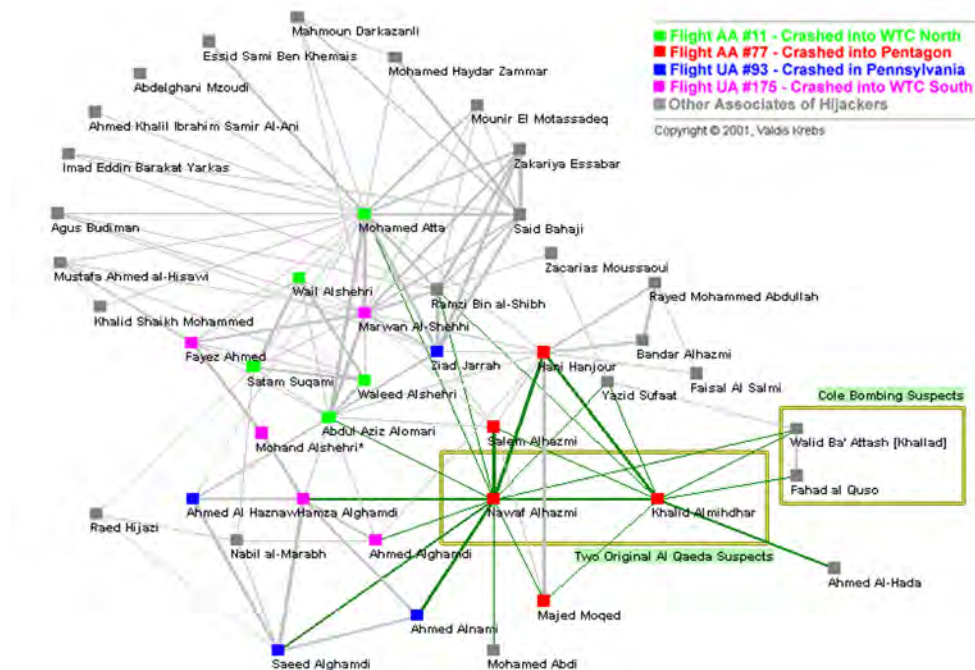 Mahmoun Darkazanli
Flight AA #11 - Crashed into WTC North
Flight AA #77 - Crashed into Pentagon
Flight UA #93 - Crashed in Pennsylvania
Flight UA #175 - Crashed into WTC South
Other Associates of Hijackers
Copyright © 2001, Valdis Krebs
Essid Sami Ben Khemais
Mohamed Haydar Zammar
Abdelghani Mzoudi
Mounir El Motassadeq
Ahmed Khalil Ibrahim Samir Al-Ani
Zakariya Essabar
Imad Eddin Barakat Yarkas
Agus Budiman
Mohamed Atta
Said Bahaji
Mustafa Ahmed al-Hisawi
Zacarias Moussaoui
Wail Alshehri
Ramzi Bin al-Shibh
Rayed Mohammed Abdullah
Khalid Shaikh Mohammed
Marwan Al-Shehhi
Fayez Ahmed
Ziad Jarrah
Hani Hanjour
Bandar Alhazmi
Satam Suqami
Waleed Alshehri
Yazid Sufaat
Faisal Al Salmi
Cole Bombing Suspects
Abdul Aziz Alomari
Salem Alhazmi
Walid Ba' Attash [Khallad]
Mohand Alshehri*
Fahad al Quso
Ahmed Al Haznawi
Hamza Alghamdi
Nawaf Alhazmi
Khalid Almihdhar
Raed Hijazi
Nabil al-Marabh
Ahmed Alghamdi
Two Original Al Qaeda Suspects
Ahmed Al-Hada
Majed Moqed
Ahmed Alnami
Saeed Alghamdi
Mohamed Abdi